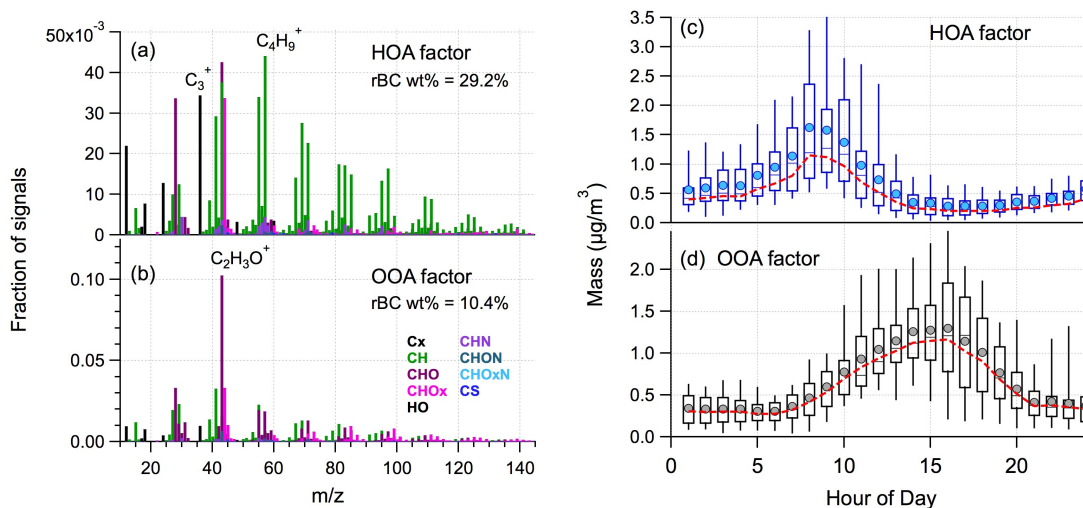 50x10⁻³
40
30
20
10
0
(a)
C₃⁺
C₄H₉⁺
HOA factor
rBC wt% = 29.2%
0.10
0.05
0.00
(b)
C₂H₃O⁺
OOA factor
rBC wt% = 10.4%
Cx CHN
CH CHON
CHO CHOxN
CHOx CS
HO
20 40 60 80 100 120 140
m/z
Fraction of signals
3.5
3.0
2.5
2.0
1.5
1.0
0.5
0.0
(c)
HOA factor
2.0
1.5
1.0
0.5
0.0
(d) OOA factor
0 5 10 15 20
Hour of Day
Mass (µg/m³)